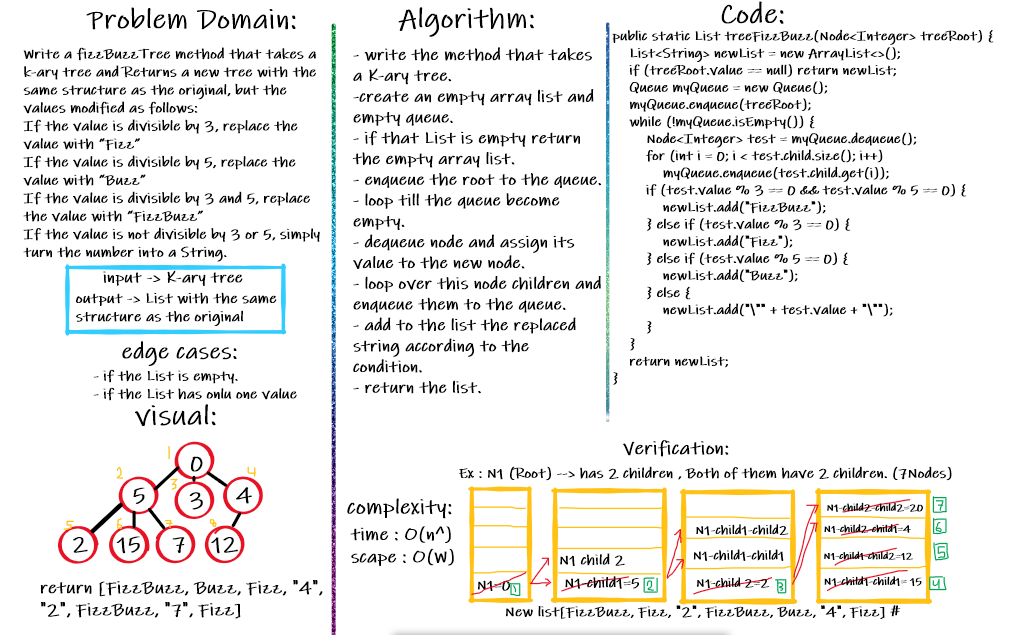 Problem Domain:
Write a fizzBuzzTree method that takes a
k-ary tree and Returns a new tree with the
same structure as the original, but the
values modified as follows:
If the value is divisible by 3, replace the
value with "Fizz"
If the value is divisible by 5, replace the
value with "Buzz"
If the value is divisible by 3 and 5, replace
the value with "FizzBuzz"
If the value is not divisible by 3 or 5, simply
turn the number into a String.
input -> K-ary tree
output -> List with the same
structure as the original
edge cases:
- if the List is empty.
- if the List has only one value
visual:
1
0
2
3
4
5
3
4
5
6
7
8
2
15
7
12
return [FizzBuzz, Buzz, Fizz, "4",
"2", FizzBuzz, "7", Fizz]
Algorithm:
- write the method that takes
a K-ary tree.
-create an empty array list and
empty queue.
- if that List is empty return
the empty array list.
- enqueue the root to the queue.
- loop till the queue become
empty.
- dequeue node and assign its
value to the new node.
- loop over this node children and
enqueue them to the queue.
- add to the list the replaced
string according to the
condition.
- return the list.
Code:
public static List treeFizzBuzz(Node<Integer> treeRoot) {
List<String> newList = new ArrayList<>();
if (treeRoot.value == null) return newList;
Queue myQueue = new Queue();
myQueue.enqueue(treeRoot);
while (!myQueue.isEmpty()) {
Node<Integer> test = myQueue.dequeue();
for (int i = 0; i < test.child.size(); i++)
myQueue.enqueue(test.child.get(i));
if (test.value % 3 == 0 && test.value % 5 == 0) {
newList.add("FizzBuzz");
} else if (test.value % 3 == 0) {
newList.add("Fizz");
} else if (test.value % 5 == 0) {
newList.add("Buzz");
} else {
newList.add("\"" + test.value + "\"");
}
}
return newList;
}
complexity:
time : O(n^)
scape : O(w)
Verification:
Ex : N1 (Root) --> has 2 children , Both of them have 2 children. (7Nodes)
N1=0
1
N1 child 2
N1-child1=5
2
N1-child1-child2
N1-child1-child1
N1-child 2=2
3
N1-child2-child2=20
7
N1-child2-child1=4
6
N1-child1-child2=12
5
N1-child1-child1= 15
4
New list[FizzBuzz, Fizz, "2", FizzBuzz, Buzz, "4", Fizz] #